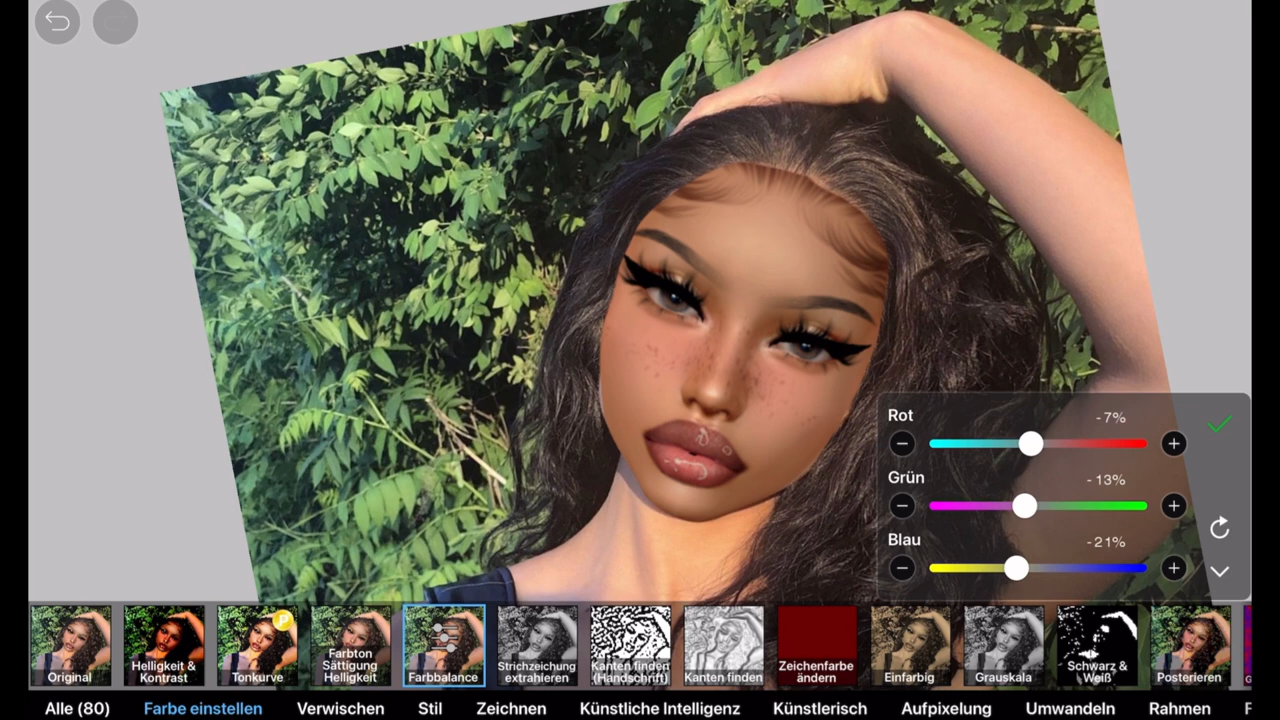 Rot
-7%
Grün
-13%
Blau
-21%
P
Original
Helligkeit &
Kontrast
Tonkurve
Farbton
Sättigung
Helligkeit
Farbbalance
Strichzeichung
extrahieren
Kanten finden
(Handschrift)
Kanten finden
Zeichenfarbe
ändern
Einfarbig
Grauskala
Schwarz &
Weiß
Posterieren
Alle (80)
Farbe einstellen
Verwischen
Stil
Zeichnen
Künstliche Intelligenz
Künstlerisch
Aufpixelung
Umwandeln
Rahmen